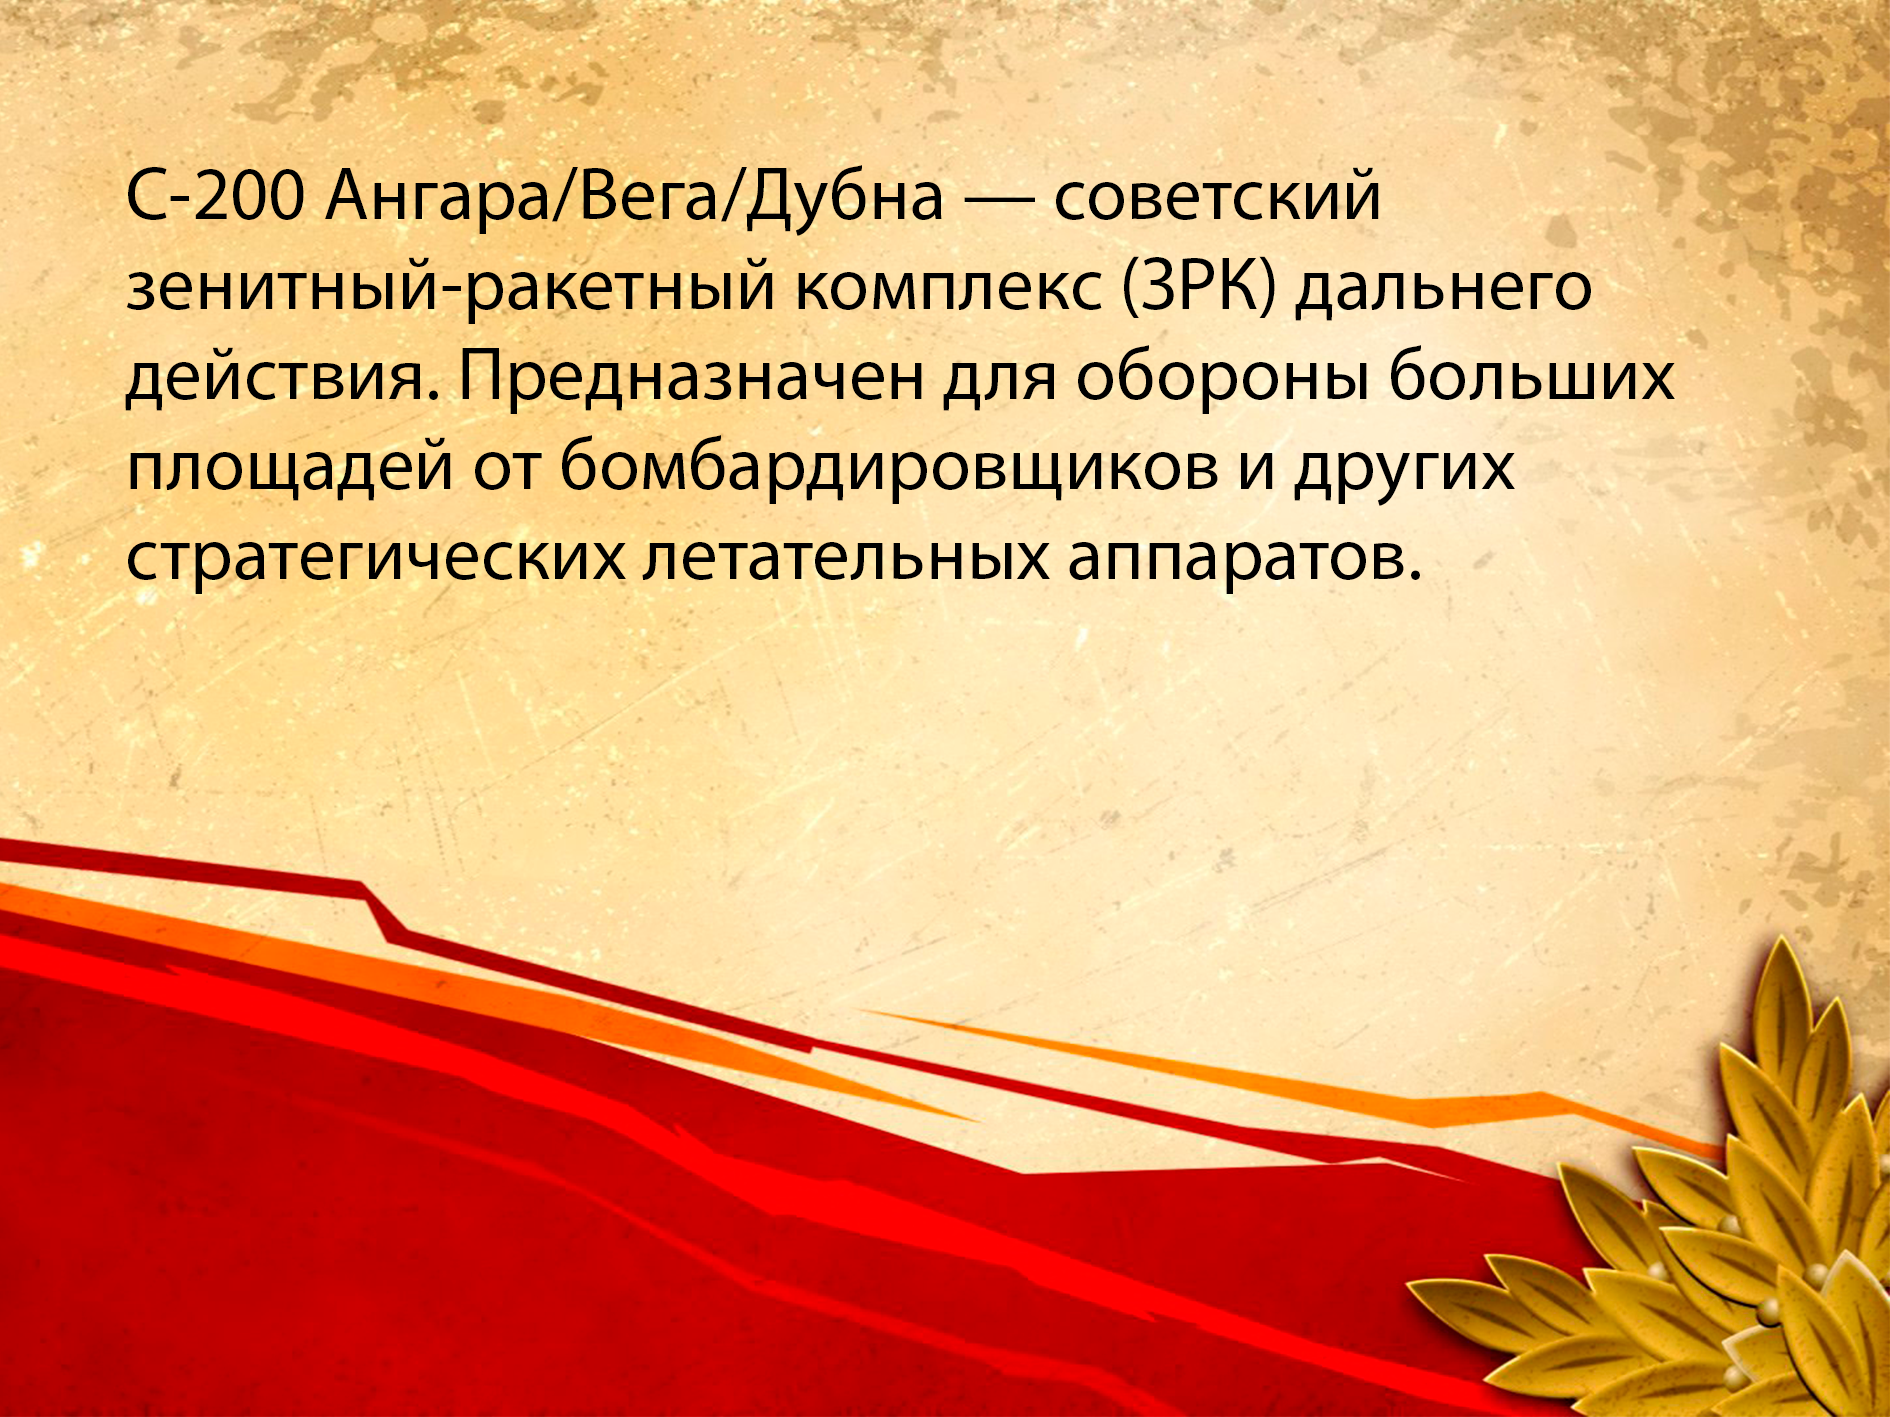 С-200 Ангара/Вега/Дубна — советский
зенитный-ракетный комплекс (ЗРК) дальнего
действия. Предназначен для обороны больших
площадей от бомбардировщиков и других
стратегических летательных аппаратов.